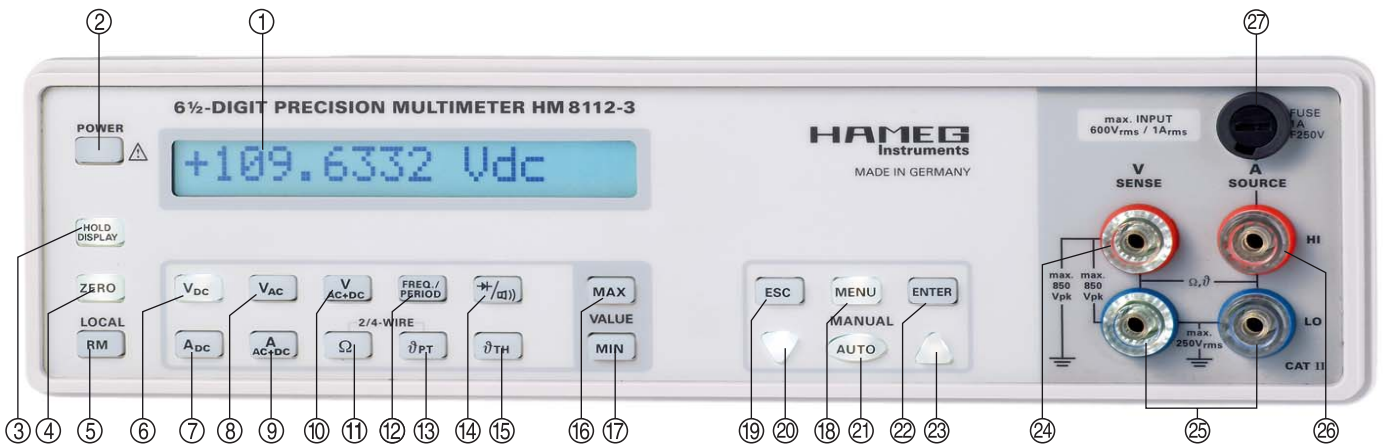 ② ① ㉗
6½-DIGIT PRECISION MULTIMETER HM 8112-3
POWER
+109.6332 Vdc
HAMEG
Instruments
MADE IN GERMANY
max. INPUT
600Vrms / 1Arms
FUSE
1A
F250V
V
SENSE
A
SOURCE
HOLD
DISPLAY
HI
ZERO
VDC
VAC
V
AC+DC
FREQ./
PERIOD
MAX
ESC
MENU
ENTER
max.
850
Vpk
max.
850
Vpk
Ω,ϑ
LOCAL
RM
2/4-WIRE
VALUE
MANUAL
LO
ADC
A
AC+DC
Ω
ϑPT
ϑTH
MIN
AUTO
max.
250Vrms
CAT II
③ ④ ⑤ ⑥ ⑦ ⑧ ⑨ ⑩ ⑪ ⑫ ⑬ ⑭ ⑮ ⑯ ⑰ ⑲ ⑳ ⑱ ㉑ ㉒ ㉓ ㉔ ㉕ ㉖